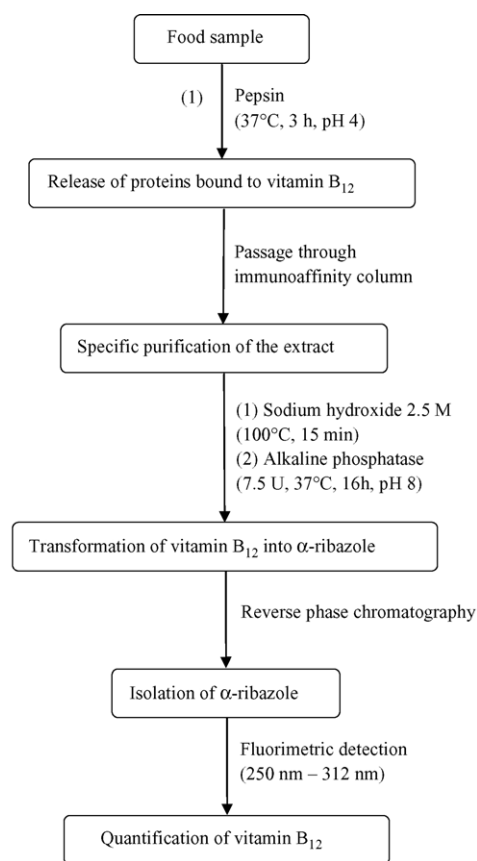 Food sample
(1) Pepsin
(37°C, 3 h, pH 4)
Release of proteins bound to vitamin B₁₂
Passage through
immunoaffinity column
Specific purification of the extract
(1) Sodium hydroxide 2.5 M
(100°C, 15 min)
(2) Alkaline phosphatase
(7.5 U, 37°C, 16h, pH 8)
Transformation of vitamin B₁₂ into α-ribazole
Reverse phase chromatography
Isolation of α-ribazole
Fluorimetric detection
(250 nm – 312 nm)
Quantification of vitamin B₁₂